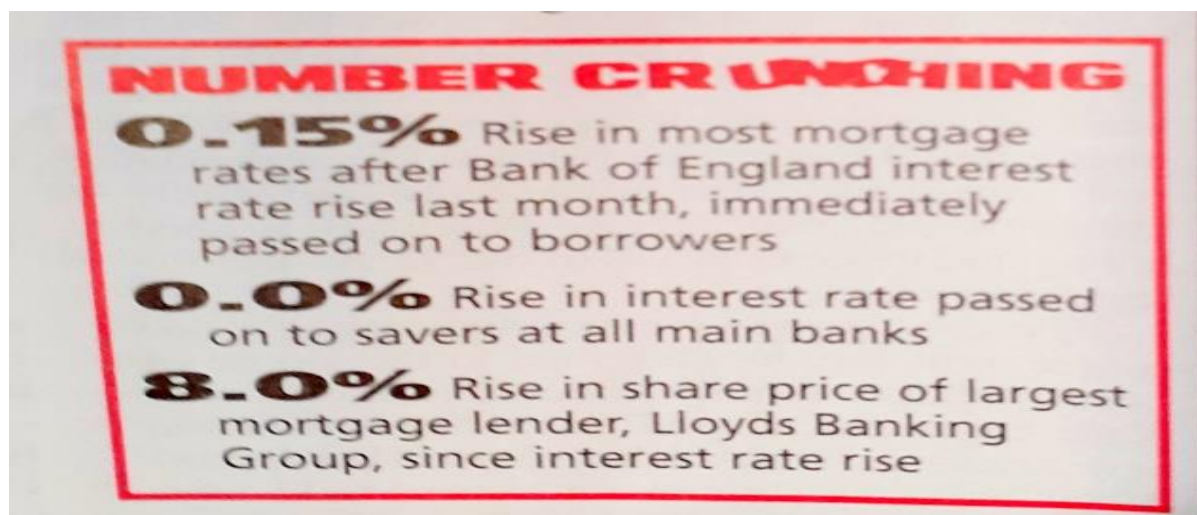 NUMBER CRUNCHING
0.15% Rise in most mortgage
rates after Bank of England interest
rate rise last month, immediately
passed on to borrowers
0.0% Rise in interest rate passed
on to savers at all main banks
8.0% Rise in share price of largest
mortgage lender, Lloyds Banking
Group, since interest rate rise